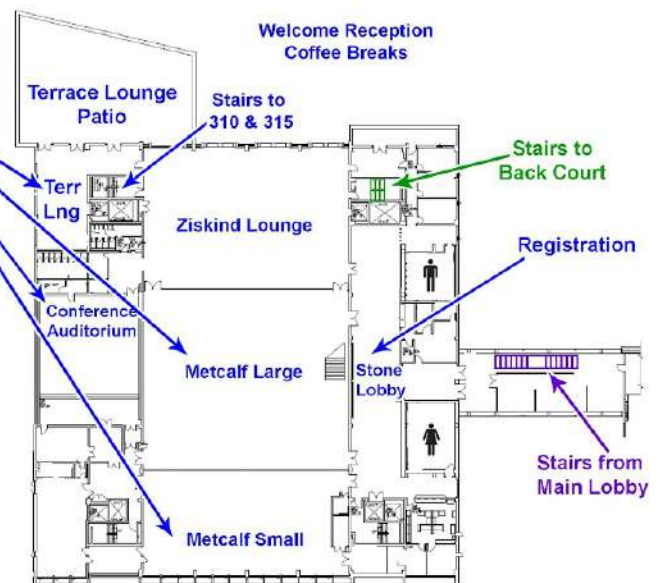 Welcome Reception
Coffee Breaks
Terrace Lounge
Patio
Stairs to
310 & 315
Stairs to
Back Court
Terr
Lng
Ziskind Lounge
Registration
Conference
Auditorium
Metcalf Large
Stone
Lobby
Stairs from
Main Lobby
Metcalf Small